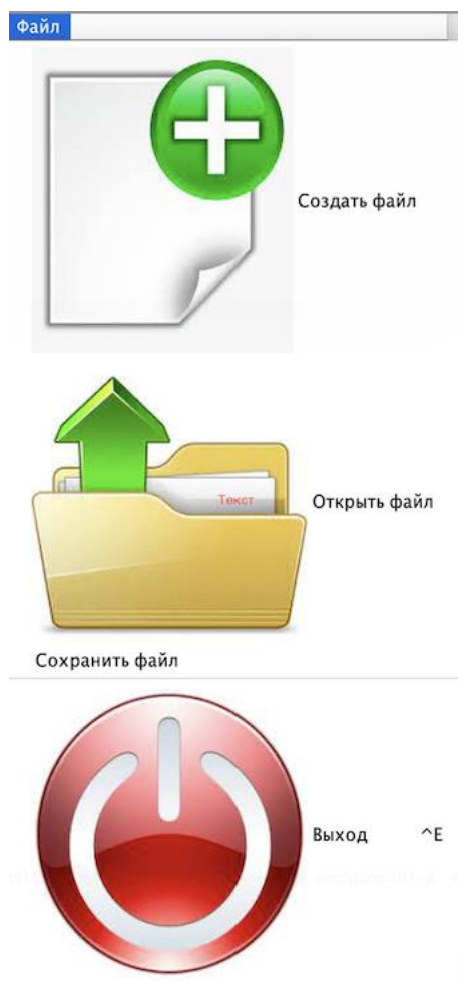 Файл
Создать файл
Текст
Открыть файл
Сохранить файл
Выход ^E